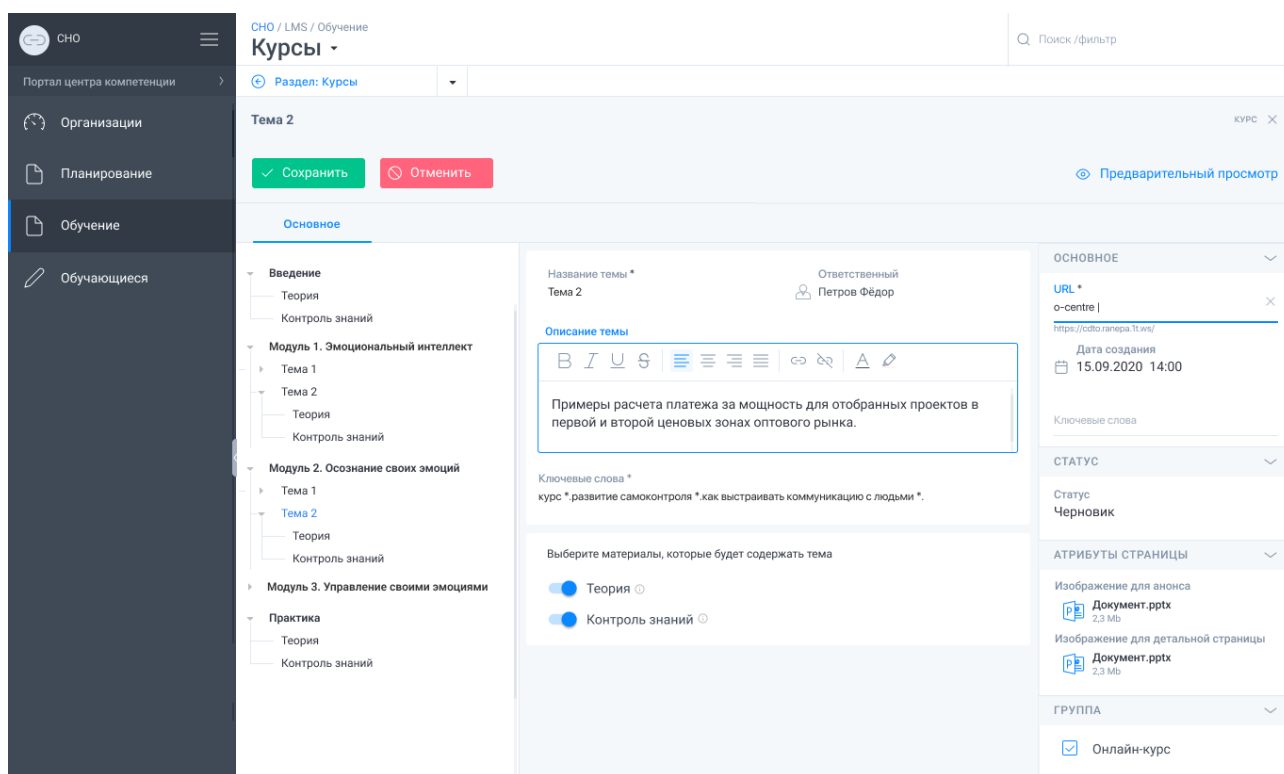 СНО
Портал центра компетенции
Организации
Планирование
Обучение
Обучающиеся
СНО / LMS / Обучение
Курсы
Поиск /фильтр
Раздел: Курсы
Тема 2
КУРС
Сохранить
Отменить
Предварительный просмотр
Основное
Введение
Теория
Контроль знаний
Модуль 1. Эмоциональный интеллект
Тема 1
Тема 2
Теория
Контроль знаний
Модуль 2. Осознание своих эмоций
Тема 1
Тема 2
Теория
Контроль знаний
Модуль 3. Управление своими эмоциями
Практика
Теория
Контроль знаний
Название темы *
Тема 2
Ответственный
Петров Фёдор
Описание темы
B I U S A
Примеры расчета платежа за мощность для отобранных проектов в
первой и второй ценовых зонах оптового рынка.
Ключевые слова *
курс *.развитие самоконтроля *.как выстраивать коммуникацию с людьми *.
Выберите материалы, которые будет содержать тема
Теория
Контроль знаний
ОСНОВНОЕ
URL *
o-centre |
https://cdto.ranepa.1t.ws/
Дата создания
15.09.2020 14:00
Ключевые слова
СТАТУС
Статус
Черновик
АТРИБУТЫ СТРАНИЦЫ
Изображение для анонса
Документ.pptx
2,3 Mb
Изображение для детальной страницы
Документ.pptx
2,3 Mb
ГРУППА
Онлайн-курс